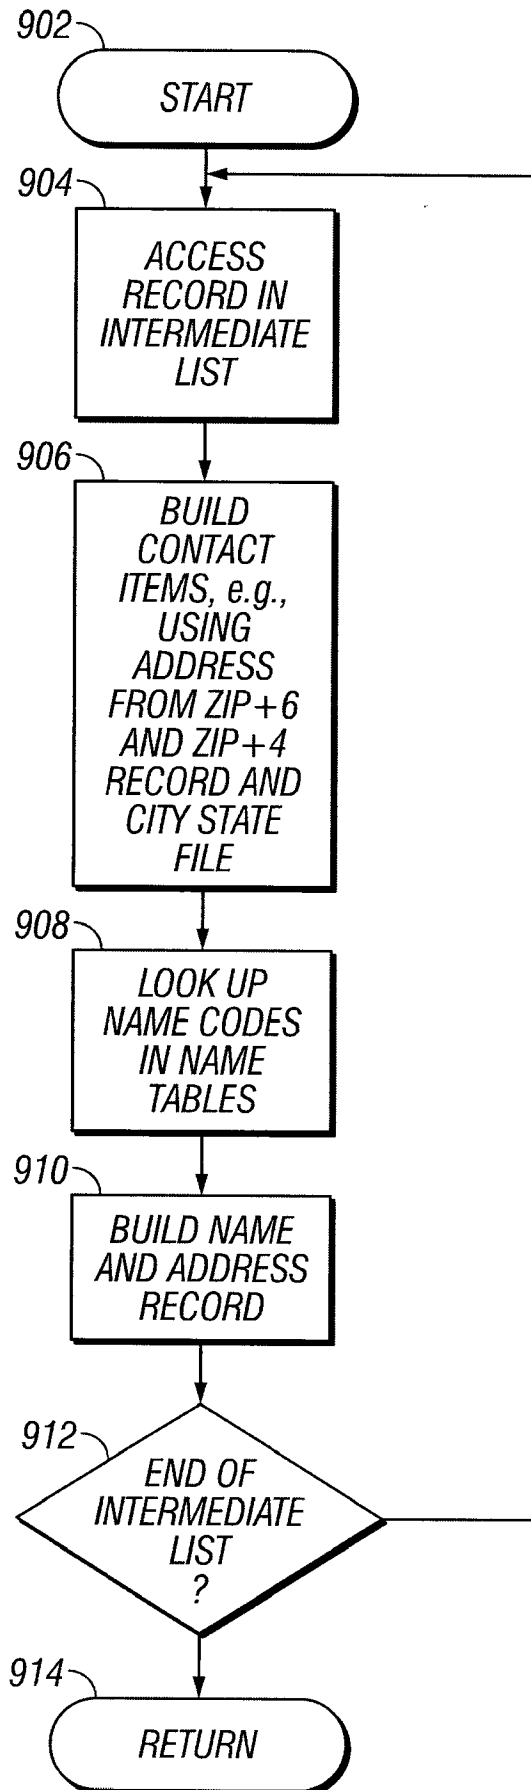 902
START
904
ACCESS
RECORD IN
INTERMEDIATE
LIST
906
BUILD
CONTACT
ITEMS, e.g.,
USING
ADDRESS
FROM ZIP+6
AND ZIP+4
RECORD AND
CITY STATE
FILE
908
LOOK UP
NAME CODES
IN NAME
TABLES
910
BUILD NAME
AND ADDRESS
RECORD
912
END OF
INTERMEDIATE
LIST
?
914
RETURN